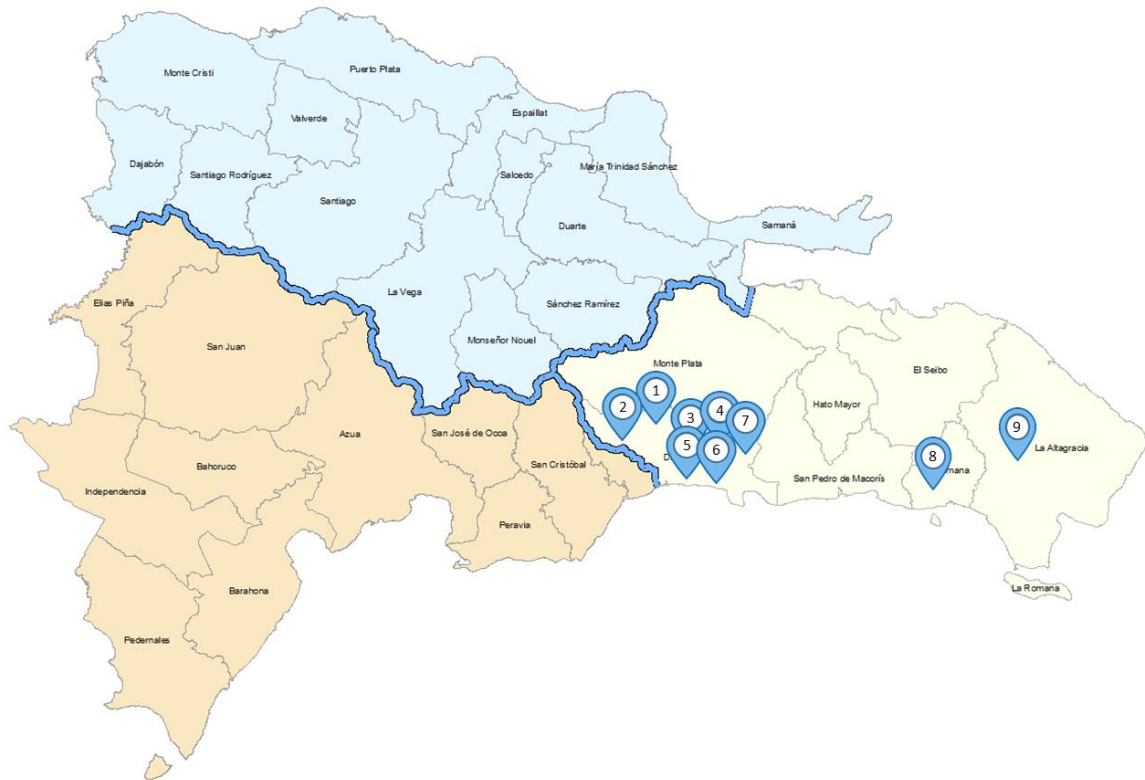 Monte Cristi
Puerto Plata
Espaillat
Valverde
Dajabón
Santiago Rodríguez
Salcedo
María Trinidad Sánchez
Santiago
Duarte
Samaná
La Vega
Sánchez Ramírez
Elias Piña
San Juan
Monseñor Nouel
Monte Plata
El Seibo
1
2
3
4
7
Hato Mayor
9
5
6
8
La Altagracia
D
mana
Azua
San José de Ocoa
San Cristóbal
Bahoruco
San Pedro de Macorís
Independencia
Peravia
Barahona
La Romana
Pedernales